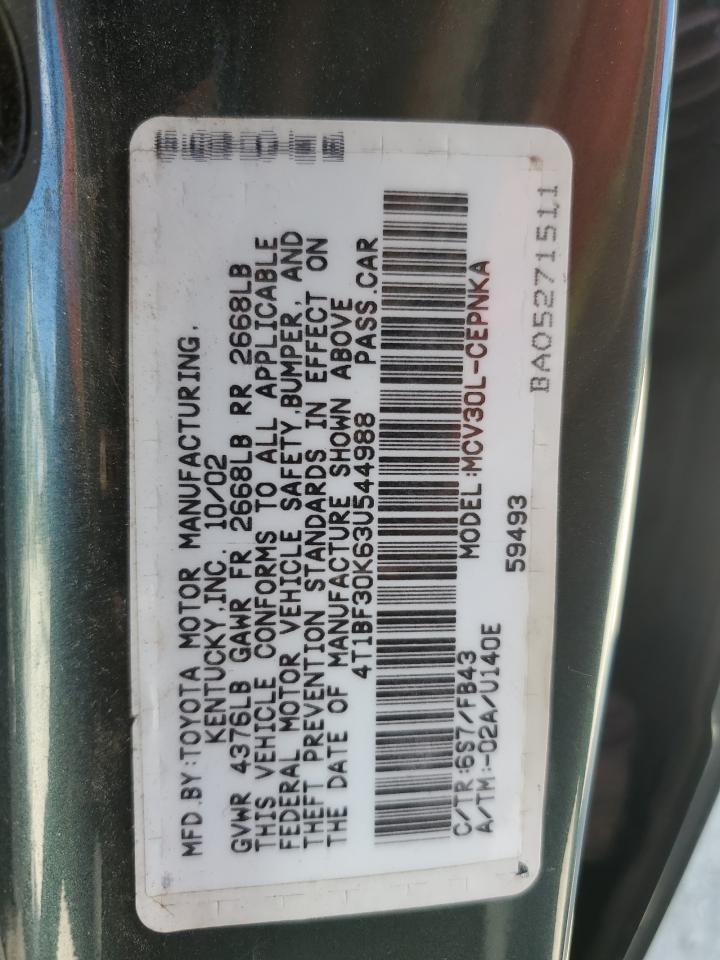 MFD.BY:TOYOTA MOTOR MANUFACTURING,
KENTUCKY,INC. 10/02
GVWR 4376LB GAWR FR 2668LB RR 2668LB
THIS VEHICLE CONFORMS TO ALL APPLICABLE
FEDERAL MOTOR VEHICLE SAFETY,BUMPER, AND
THEFT PREVENTION STANDARDS IN EFFECT ON
THE DATE OF MANUFACTURE SHOWN ABOVE
4T1BF30K63U544988 PASS.CAR
C/TR:6S7/FB43 MODEL:MCV30L-CEPNKA
A/TM:-02A/U140E 59493
BA05271511